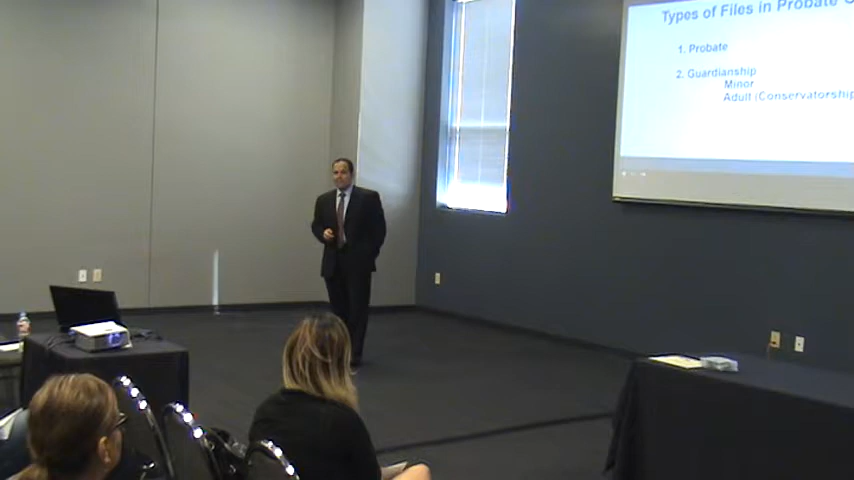 Types of Files in Probate
1. Probate
2. Guardianship
Minor
Adult (Conservatorship